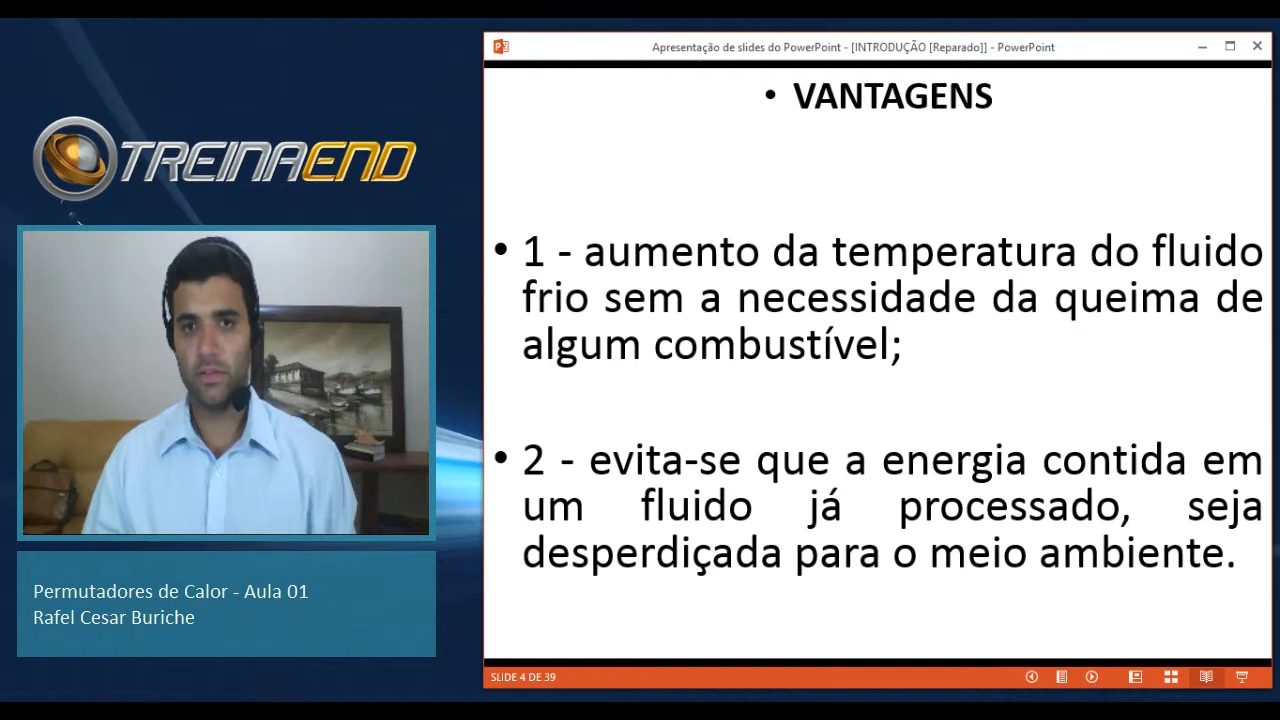 TREINAEND
Permutadores de Calor - Aula 01
Rafel Cesar Buriche
Apresentação de slides do PowerPoint - [INTRODUÇÃO [Reparado]] - PowerPoint
• VANTAGENS
• 1 - aumento da temperatura do fluido
frio sem a necessidade da queima de
algum combustível;
• 2 - evita-se que a energia contida em
um fluido já processado, seja
desperdiçada para o meio ambiente.
SLIDE 4 DE 39